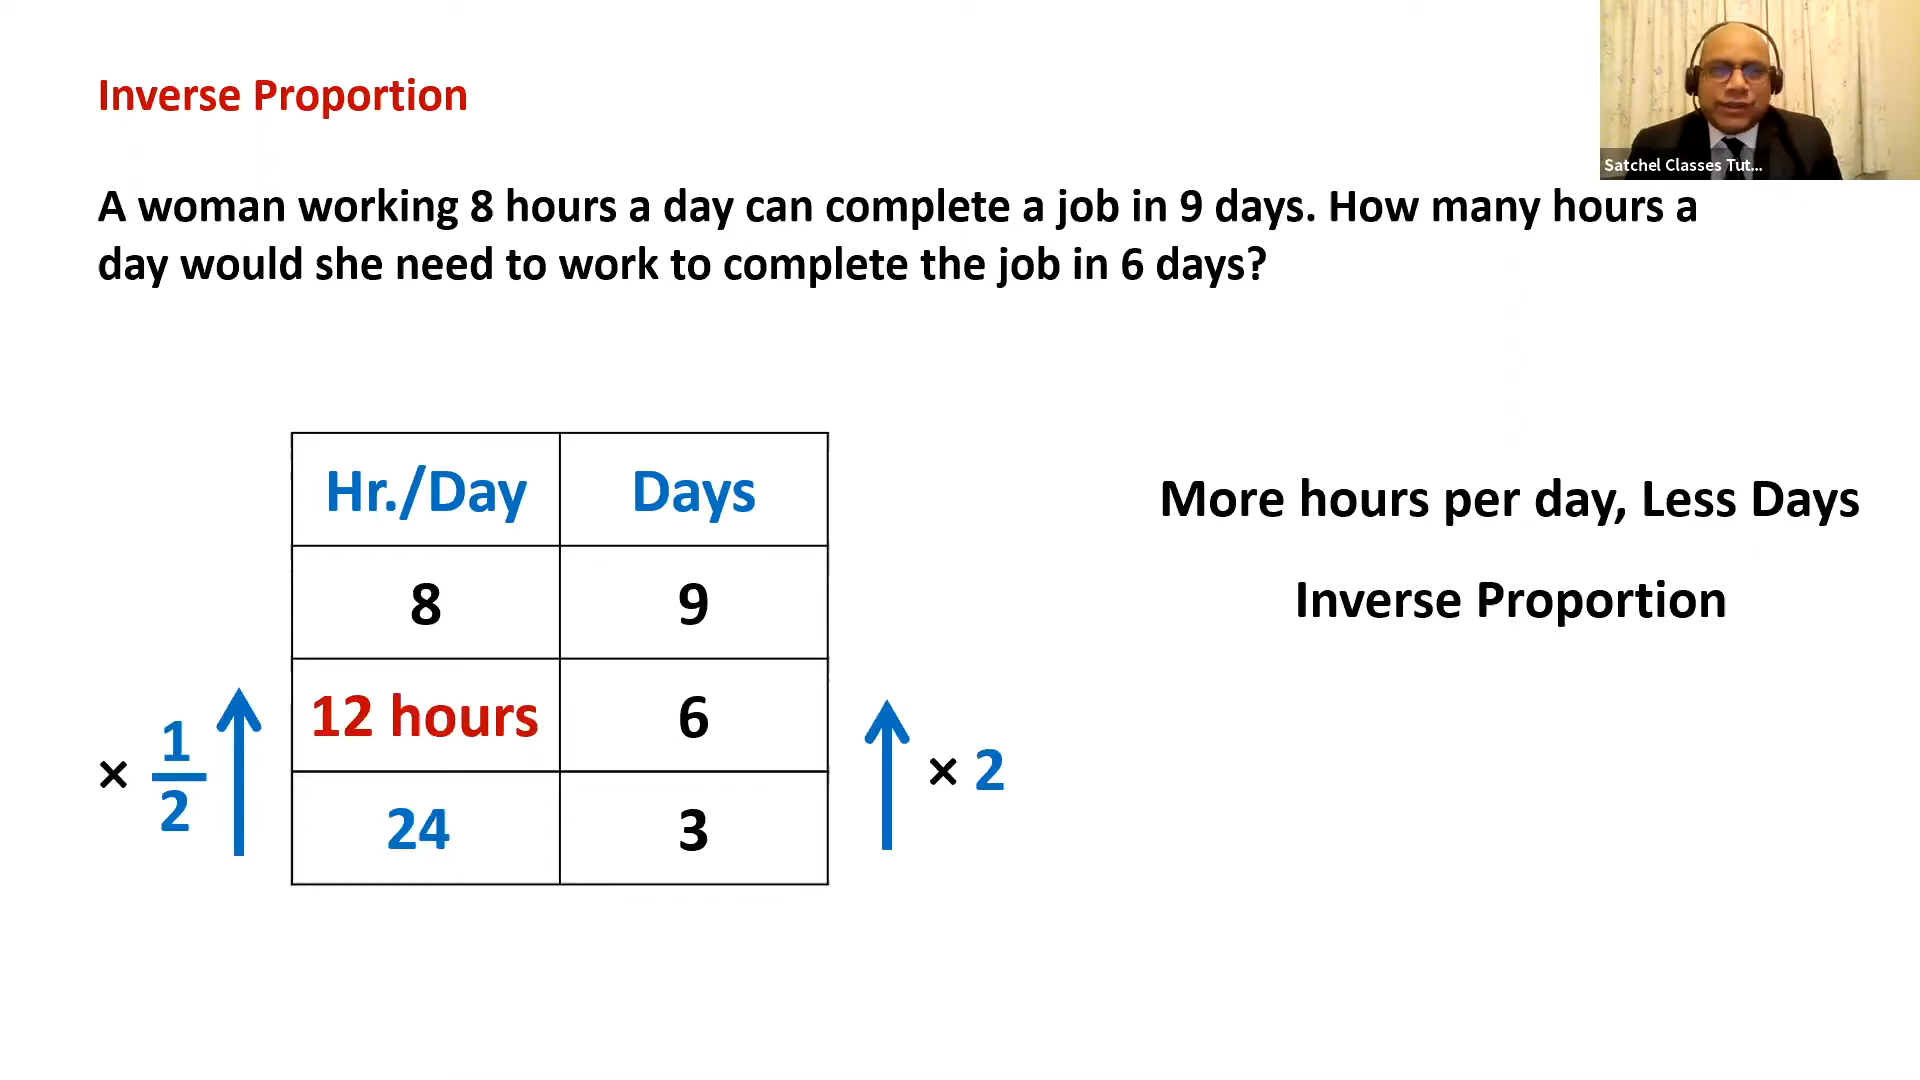 Inverse Proportion
Satchel Classes Tut...
A woman working 8 hours a day can complete a job in 9 days. How many hours a
day would she need to work to complete the job in 6 days?
Hr./Day Days
8 9
12 hours 6
24 3
× 1/2
× 2
More hours per day, Less Days
Inverse Proportion